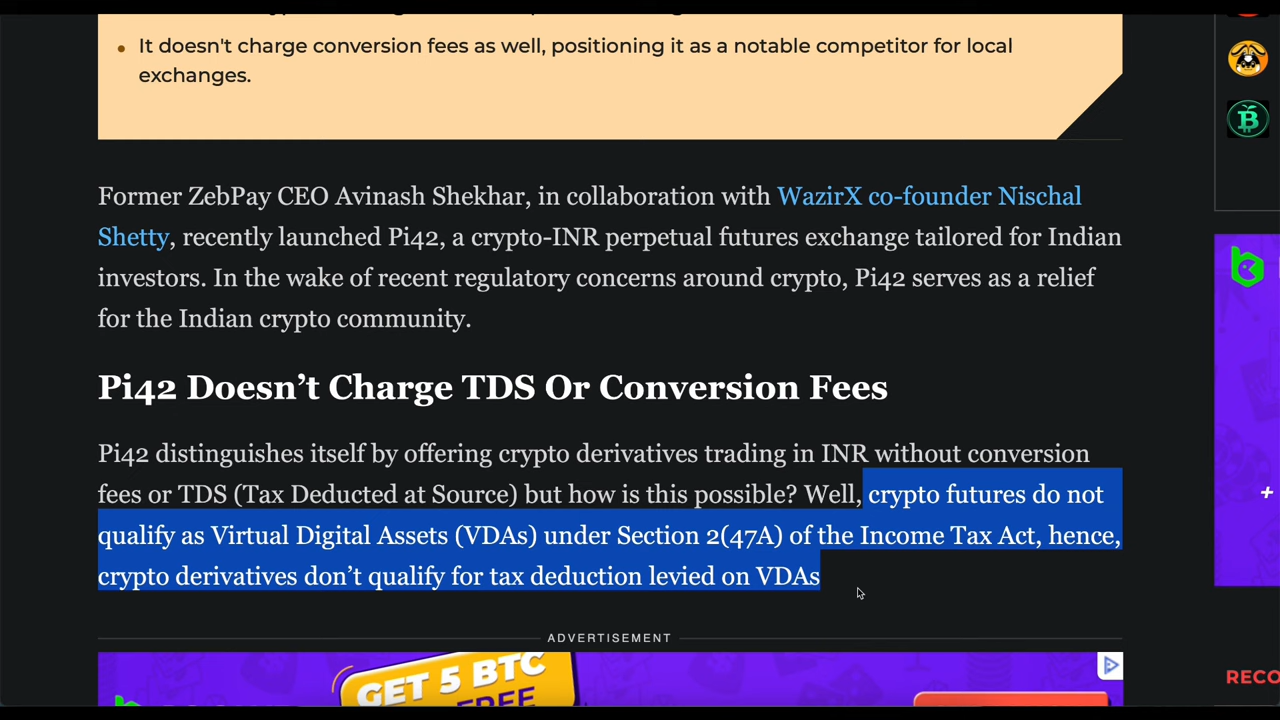 • It doesn't charge conversion fees as well, positioning it as a notable competitor for local
exchanges.
Former ZebPay CEO Avinash Shekhar, in collaboration with WazirX co-founder Nischal
Shetty, recently launched Pi42, a crypto-INR perpetual futures exchange tailored for Indian
investors. In the wake of recent regulatory concerns around crypto, Pi42 serves as a relief
for the Indian crypto community.
Pi42 Doesn’t Charge TDS Or Conversion Fees
Pi42 distinguishes itself by offering crypto derivatives trading in INR without conversion
fees or TDS (Tax Deducted at Source) but how is this possible? Well, crypto futures do not
qualify as Virtual Digital Assets (VDAs) under Section 2(47A) of the Income Tax Act, hence,
crypto derivatives don’t qualify for tax deduction levied on VDAs
ADVERTISEMENT
GET 5 BTC
FREE
RECO